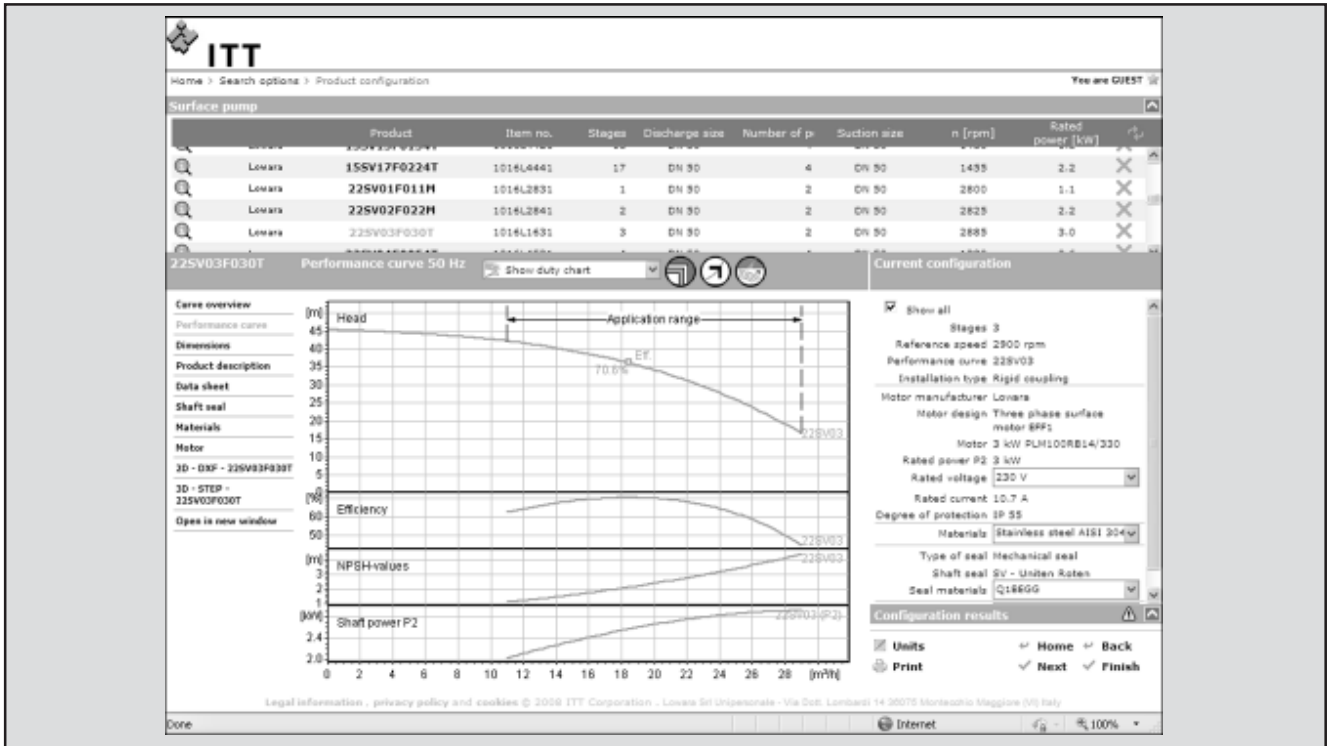 ITT
Home > Search options > Product configuration
You are GUEST
Surface pump
Product Item no. Stages Discharge size Number of p Suction size n [rpm] Rated power [kW]
Lowara 15SV17F0224T 1016L4441 17 DN 50 4 DN 50 1455 2.2
Lowara 22SV01F011M 1016L2831 1 DN 50 2 DN 50 2800 1.1
Lowara 22SV02F022M 1016L2841 2 DN 50 2 DN 50 2825 2.2
Lowara 22SV03F030T 1016L1631 3 DN 50 2 DN 50 2885 3.0
22SV03F030T Performance curve 50 Hz Show duty chart
Current configuration
Curve overview
Performance curve
Dimensions
Product description
Data sheet
Shaft seal
Materials
Motor
3D - DXF - 22SV03F030T
3D - STEP - 22SV03F030T
Open in new window
[m] Head
Application range
45
40
35
30
25
20
15
10
5
0
Eff.
70.6%
22SV03
[%] Efficiency
60
50
22SV03
[m] NPSH-values
3
2
1
22SV03
[kW] Shaft power P2
2.4
2.0
22SV03 (P2)
0 2 4 6 8 10 12 14 16 18 20 22 24 26 28 [m³/h]
Show all
Stages 3
Reference speed 2900 rpm
Performance curve 22SV03
Installation type Rigid coupling
Motor manufacturer Lowara
Motor design Three phase surface
motor EFF1
Motor 3 kW PLM100RB14/330
Rated power P2 3 kW
Rated voltage 230 V
Rated current 10.7 A
Degree of protection IP 55
Materials Stainless steel AISI 304
Type of seal Mechanical seal
Shaft seal SV - Uniten Roten
Seal materials Q1BEGG
Configuration results
Units Home Back
Print Next Finish
Legal information . privacy policy and cookies © 2008 ITT Corporation . Lowara Srl Unipersonale - Via Dott. Lombardi 14 36075 Montecchio Maggiore (VI) Italy
Done
Internet
100%